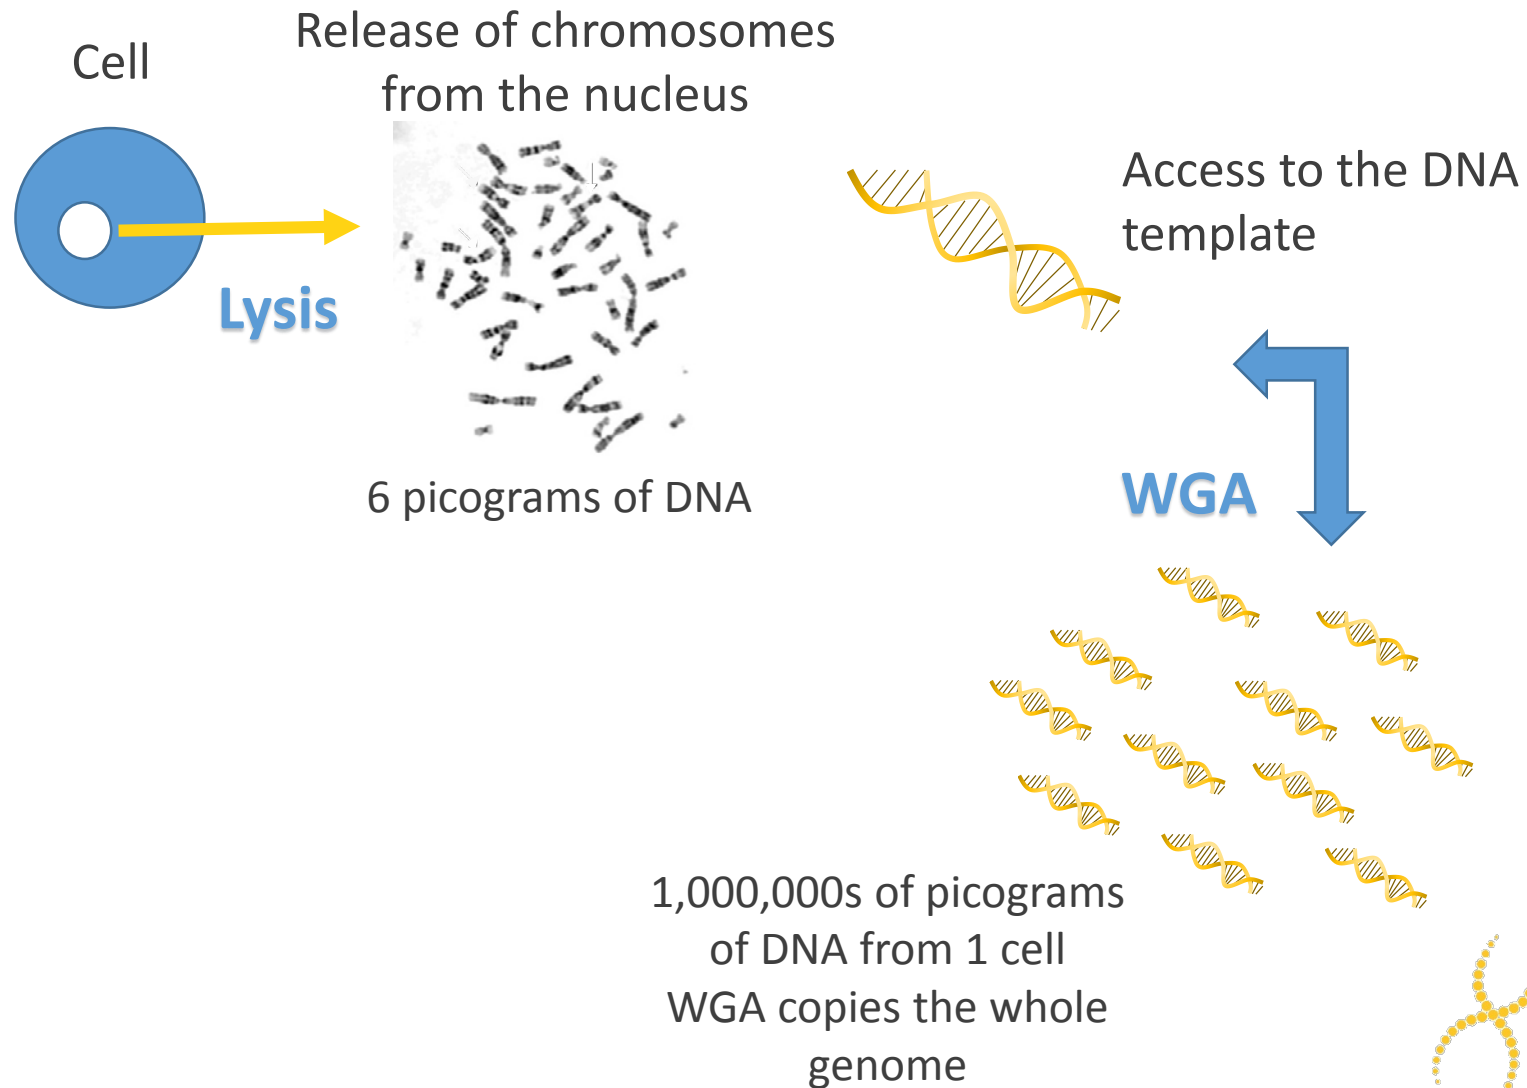 Cell
Release of chromosomes
from the nucleus
Lysis
6 picograms of DNA
Access to the DNA
template
WGA
1,000,000s of picograms
of DNA from 1 cell
WGA copies the whole
genome